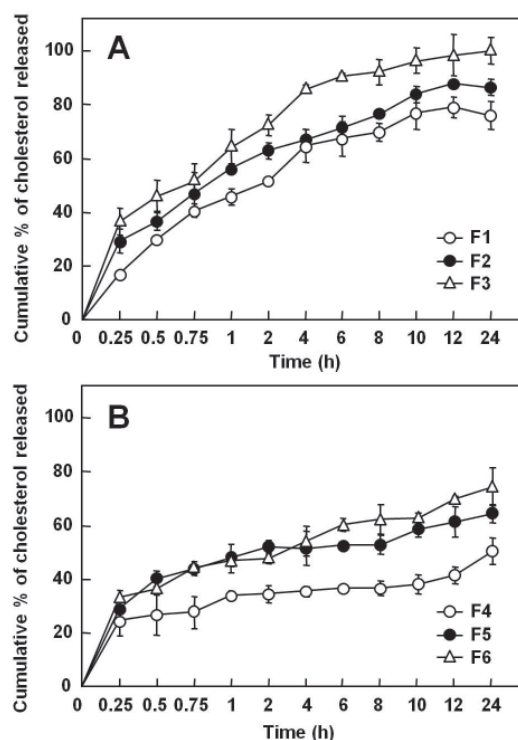 A
Cumulative % of cholesterol released
100
80
60
40
20
0
F1
F2
F3
0 0.25 0.5 0.75 1 2 4 6 8 10 12 24
Time (h)
B
Cumulative % of cholesterol released
100
80
60
40
20
0
F4
F5
F6
0 0.25 0.5 0.75 1 2 4 6 8 10 12 24
Time (h)